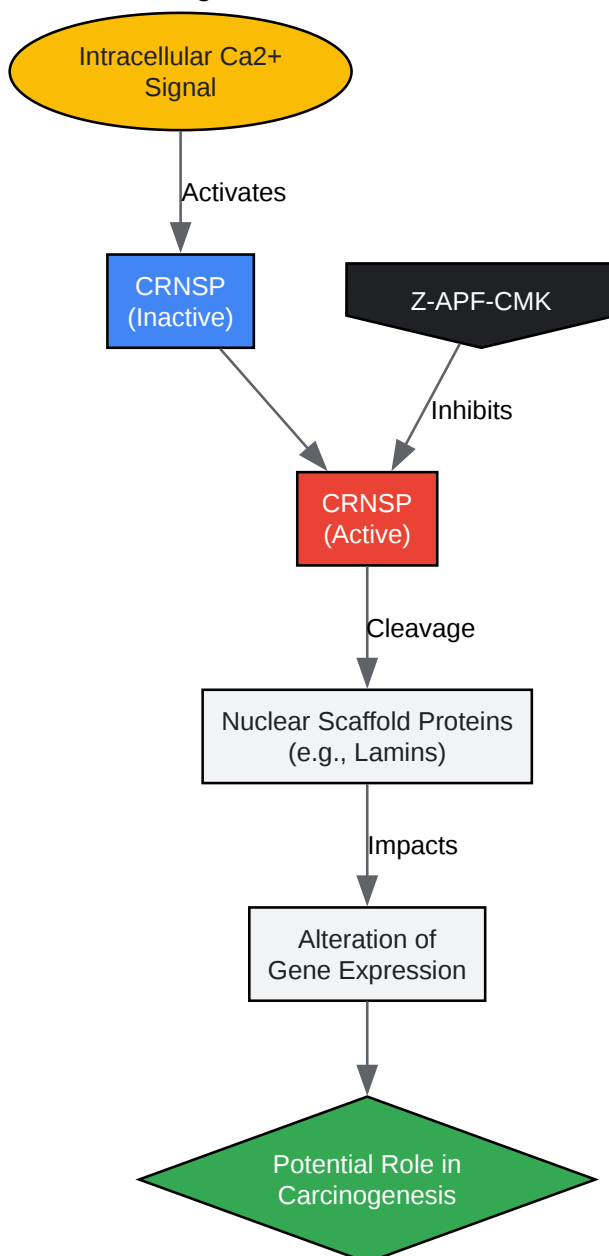 Intracellular Ca2+
Signal
Activates
CRNSP
(Inactive)
Z-APF-CMK
Inhibits
CRNSP
(Active)
Cleavage
Nuclear Scaffold Proteins
(e.g., Lamins)
Impacts
Alteration of
Gene Expression
Potential Role in
Carcinogenesis